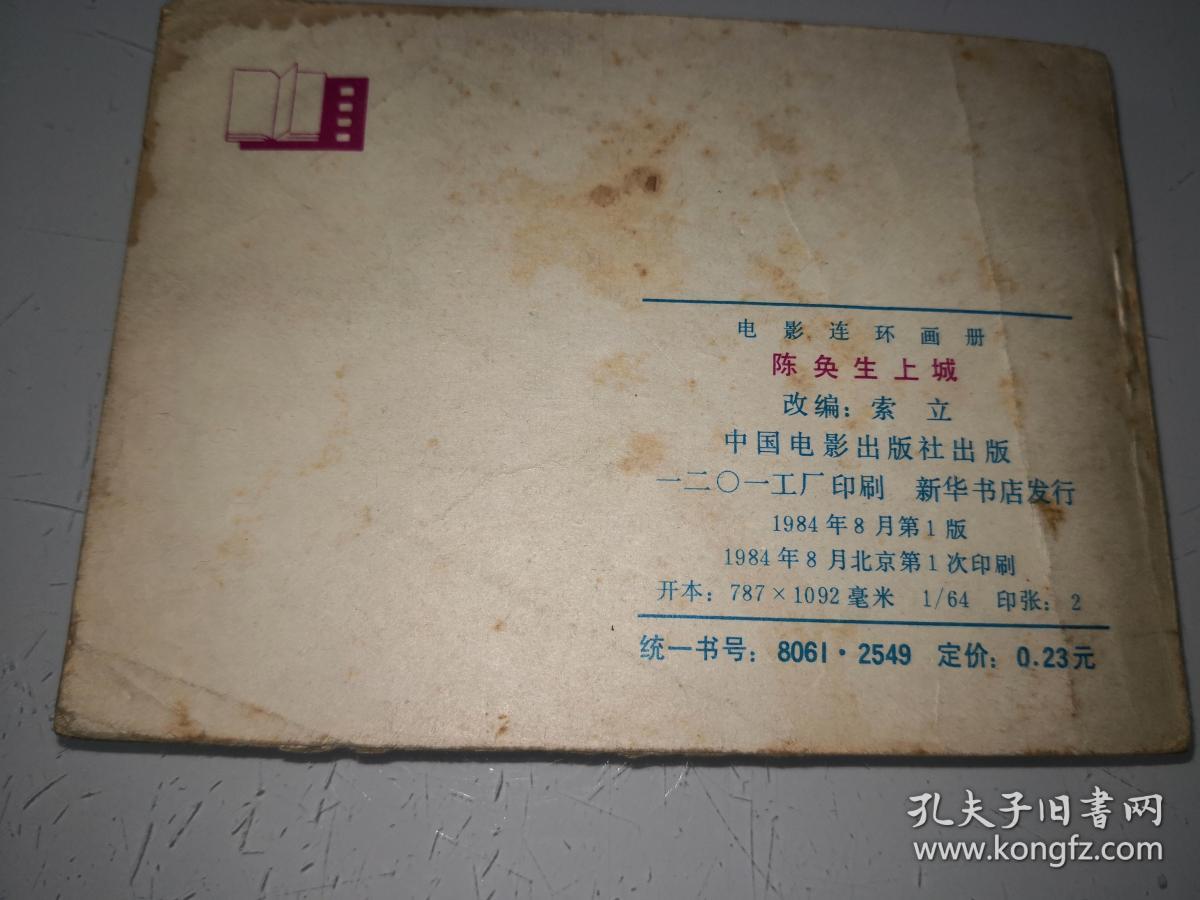 电影连环画册
陈奂生上城
改编：索立
中国电影出版社出版
一二〇一工厂印刷 新华书店发行
1984年8月第1版
1984年8月北京第1次印刷
开本：787×1092毫米 1/64 印张：2
统一书号：8061·2549 定价：0.23元
孔夫子旧书网
www.kongfz.com